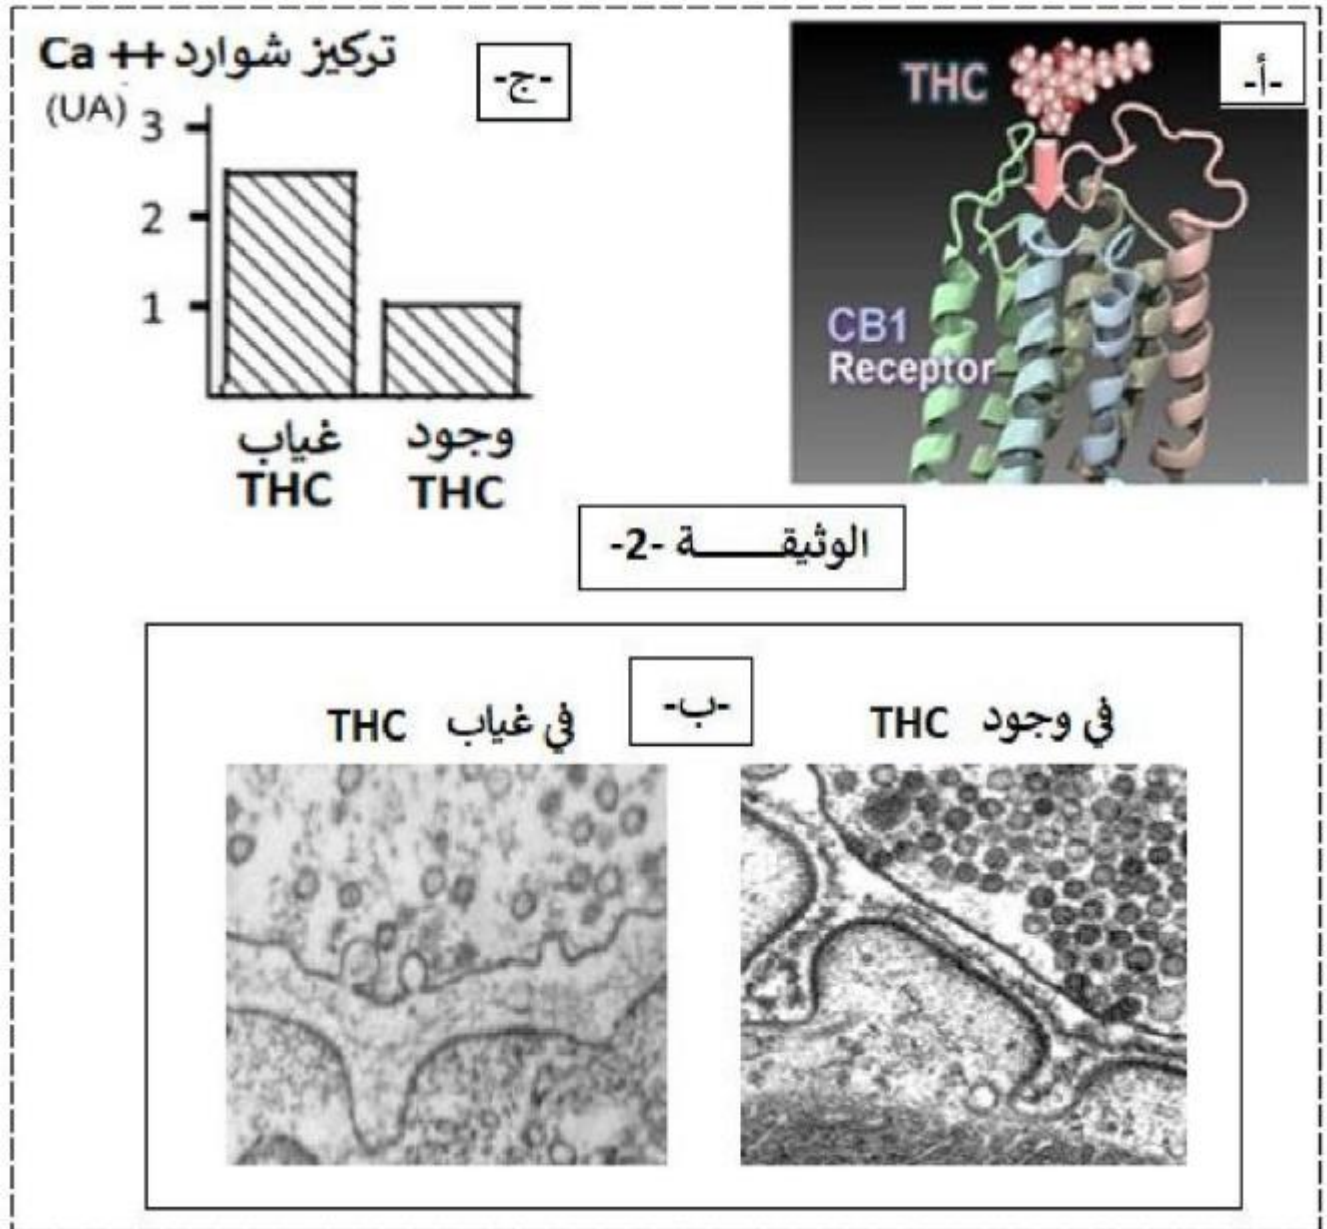 تركيز شوارد Ca ++
(UA)
3
2
1
غياب
THC
وجود
THC
-ج-
-أ-
THC
CB1
Receptor
الوثيقـــــة -2-
-ب-
في وجود THC
في غياب THC